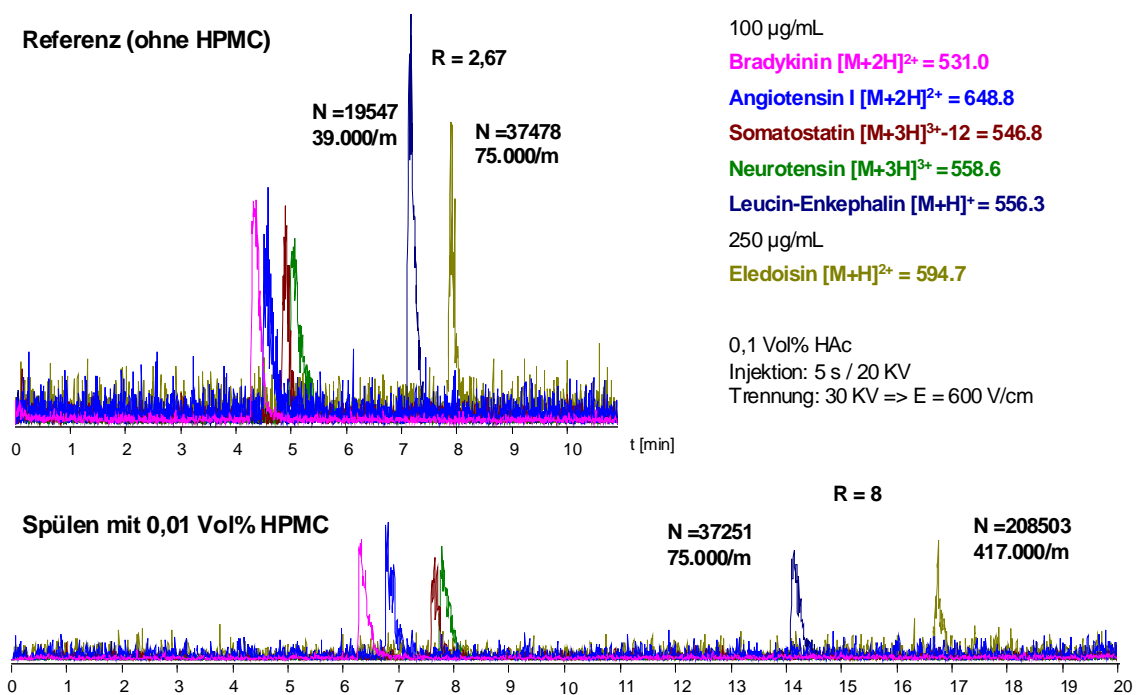 Referenz (ohne HPMC)
R = 2,67
N =19547
39.000/m
N =37478
75.000/m
0 1 2 3 4 5 6 7 8 9 10 t [min]
100 µg/mL
Bradykinin [M+2H]²⁺ = 531.0
Angiotensin I [M+2H]²⁺ = 648.8
Somatostatin [M+3H]³⁺-12 = 546.8
Neurotensin [M+3H]³⁺ = 558.6
Leucin-Enkephalin [M+H]⁺ = 556.3
250 µg/mL
Eledoisin [M+H]²⁺ = 594.7
0,1 Vol% HAc
Injektion: 5 s / 20 KV
Trennung: 30 KV => E = 600 V/cm
Spülen mit 0,01 Vol% HPMC
R = 8
N =37251
75.000/m
N =208503
417.000/m
0 1 2 3 4 5 6 7 8 9 10 11 12 13 14 15 16 17 18 19 20